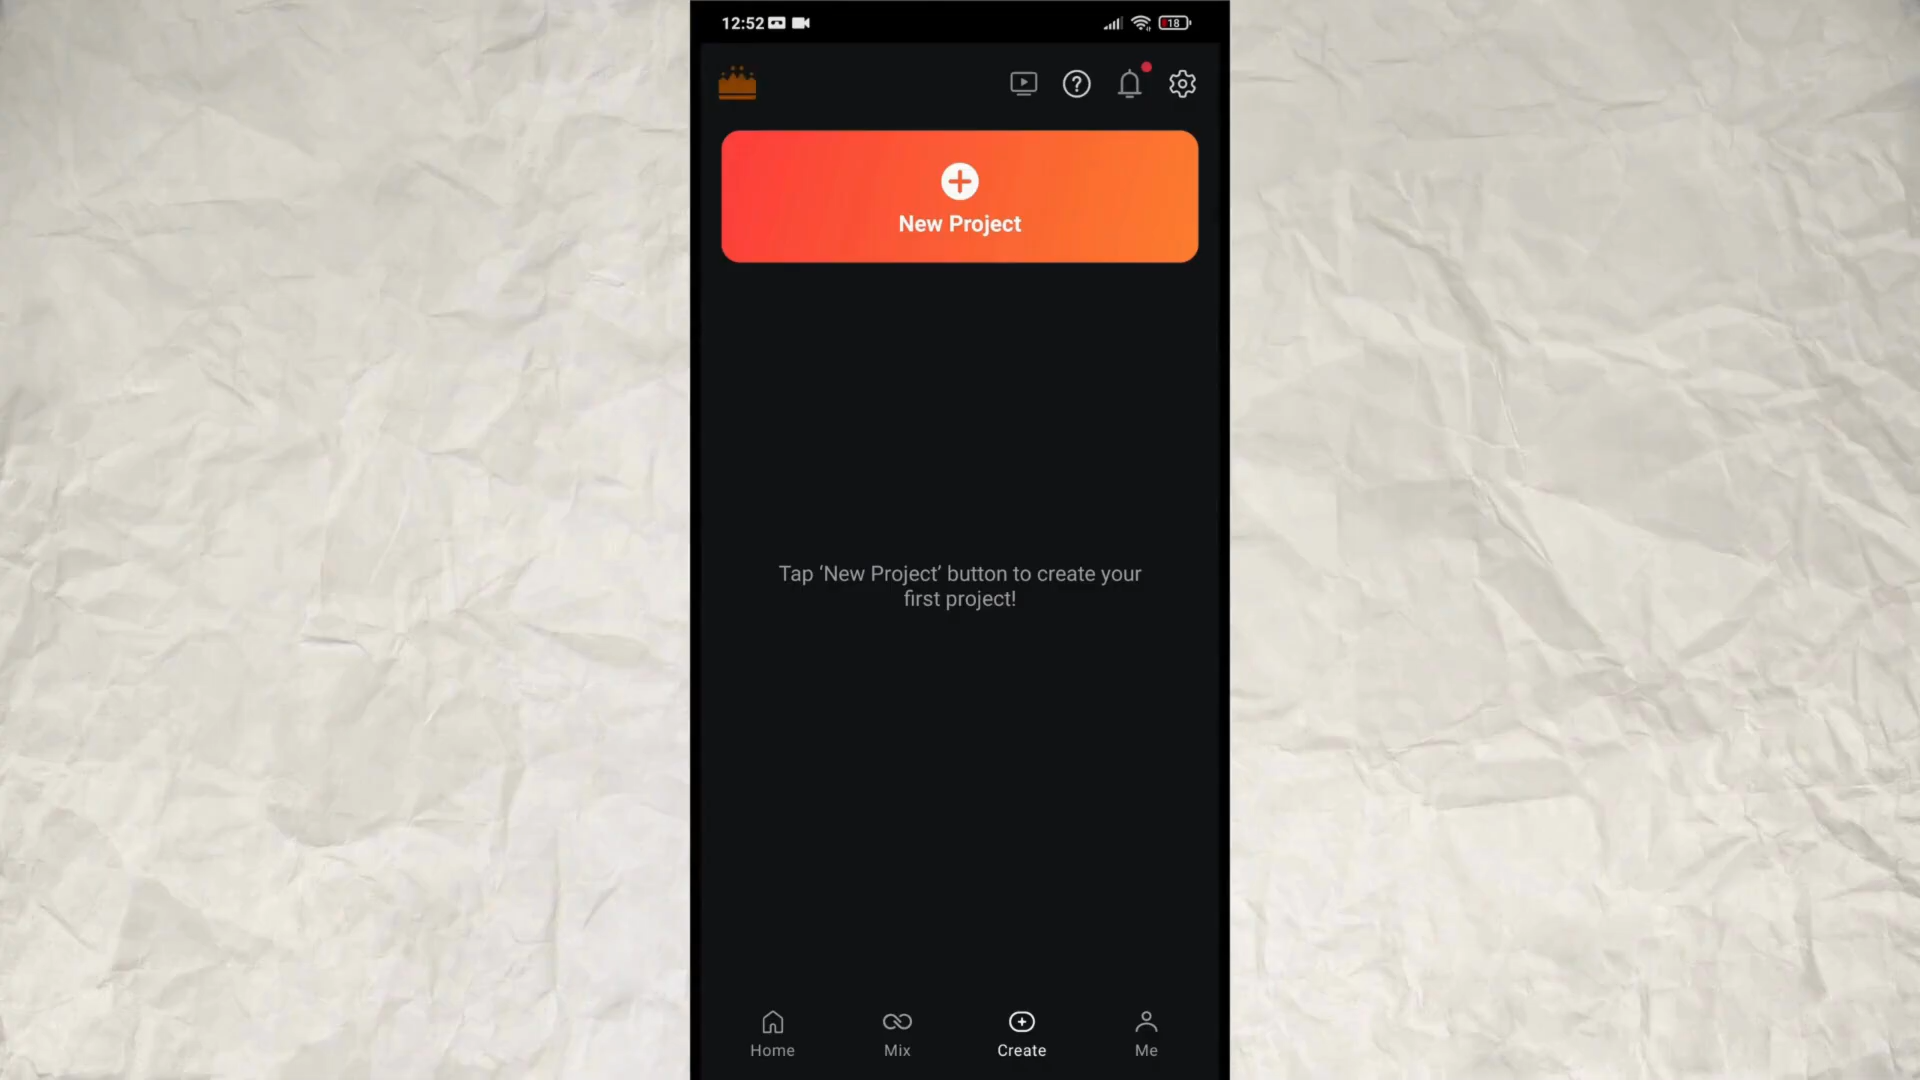 12:52
18
New Project
Tap ‘New Project’ button to create your
first project!
Home
Mix
Create
Me